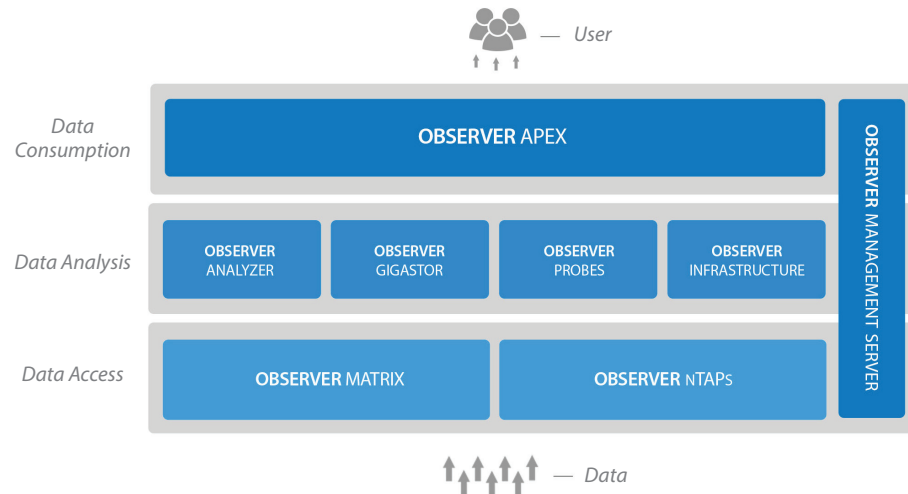 — User
Data
Consumption
OBSERVER APEX
Data Analysis
OBSERVER
ANALYZER
OBSERVER
GIGASTOR
OBSERVER
PROBES
OBSERVER
INFRASTRUCTURE
Data Access
OBSERVER MATRIX
OBSERVER nTAPs
OBSERVER MANAGEMENT SERVER
— Data